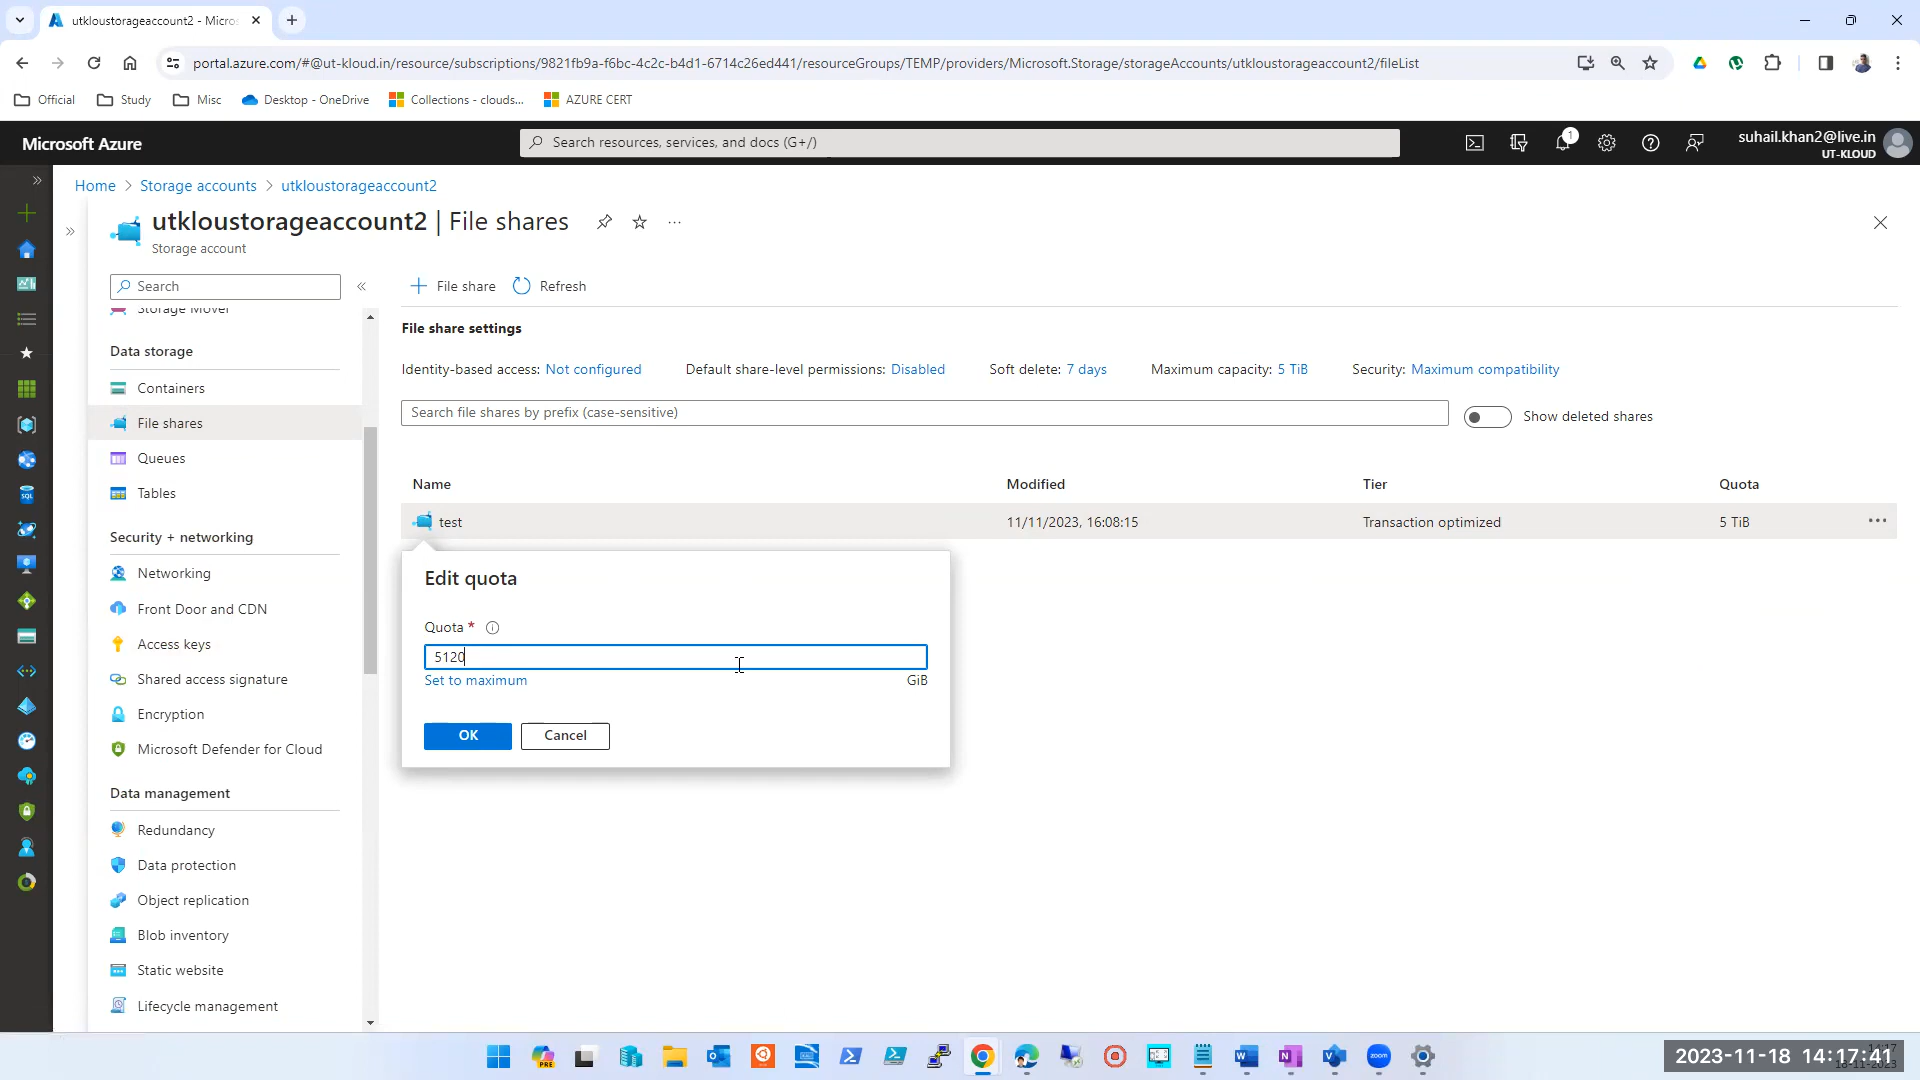 utkloustorageaccount2 - Micros
portal.azure.com/#@ut-kloud.in/resource/subscriptions/9821fb9a-f6bc-4c2c-b4d1-6714c26ed441/resourceGroups/TEMP/providers/Microsoft.Storage/storageAccounts/utkloustorageaccount2/fileList
Official Study Misc Desktop - OneDrive Collections - clouds... AZURE CERT
Microsoft Azure
Search resources, services, and docs (G+/)
1
suhail.khan2@live.in
UT-KLOUD
Home > Storage accounts > utkloustorageaccount2
utkloustorageaccount2 | File shares
Storage account
Search
File share Refresh
Storage Mover
File share settings
Data storage
Identity-based access: Not configured Default share-level permissions: Disabled Soft delete: 7 days Maximum capacity: 5 TiB Security: Maximum compatibility
Containers
Search file shares by prefix (case-sensitive)
Show deleted shares
File shares
Queues
Tables
Name Modified Tier Quota
test 11/11/2023, 16:08:15 Transaction optimized 5 TiB
Security + networking
Networking
Front Door and CDN
Access keys
Shared access signature
Encryption
Microsoft Defender for Cloud
Edit quota
Quota *
5120
Set to maximum GiB
OK Cancel
Data management
Redundancy
Data protection
Object replication
Blob inventory
Static website
Lifecycle management
SQL
PRE
zoom
2023-11-18 14:17:41